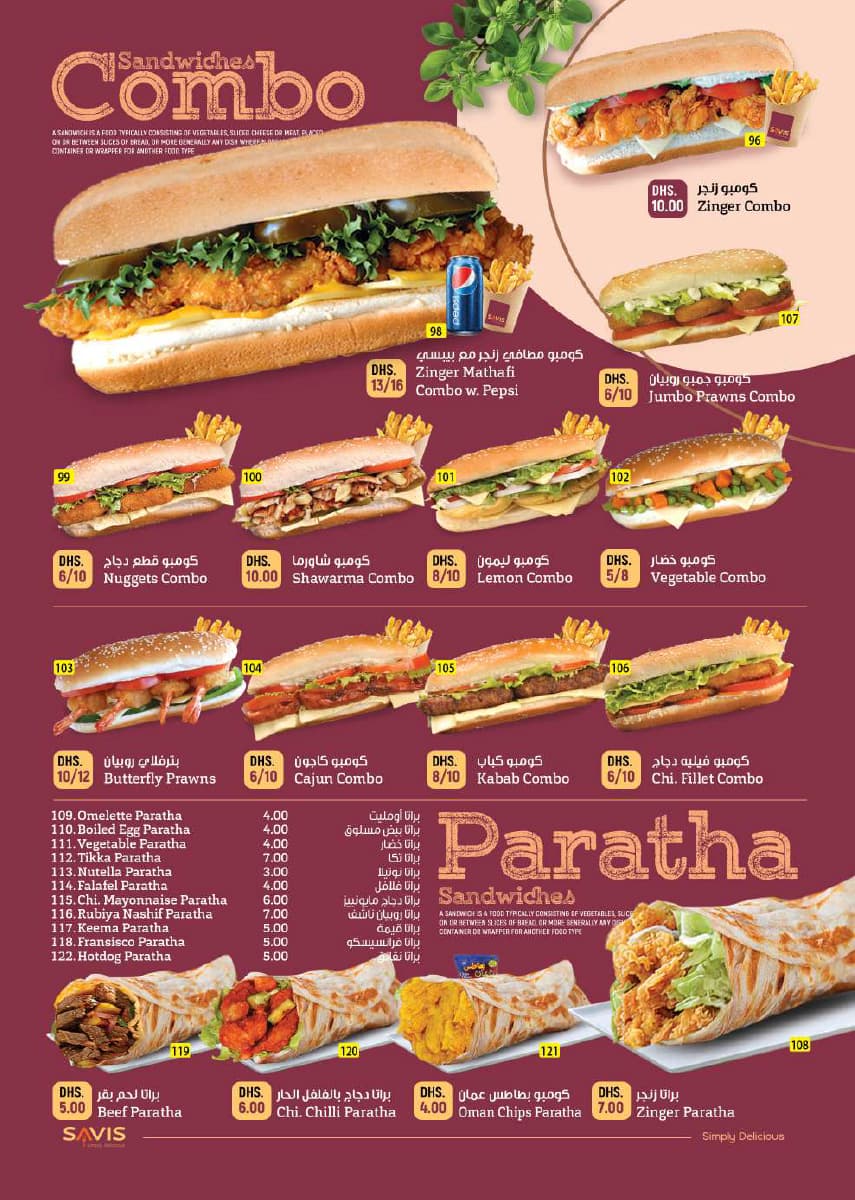 Sandwiches
Combo
A SANDWICH IS A FOOD TYPICALLY CONSISTING OF VEGETABLES, SLICED CHEESE OR MEAT, PLACED
ON OR BETWEEN SLICES OF BREAD, OR MORE GENERALLY ANY DISH WHEREIN
CONTAINER OR WRAPPER FOR ANOTHER FOOD TYPE
SAVIS
96
DHS.
10.00
كومبو زنجر
Zinger Combo
pepsi
SAVIS
98
107
DHS.
13/16
كومبو مطافي زنجر مع بيبسي
Zinger Mathafi
Combo w. Pepsi
DHS.
6/10
كومبو جمبو روبيان
Jumbo Prawns Combo
99
100
101
102
DHS.
6/10
كومبو قطع دجاج
Nuggets Combo
DHS.
10.00
كومبو شاورما
Shawarma Combo
DHS.
8/10
كومبو ليمون
Lemon Combo
DHS.
5/8
كومبو خضار
Vegetable Combo
103
104
105
106
DHS.
10/12
بترفلاي روبيان
Butterfly Prawns
DHS.
6/10
كومبو كاجون
Cajun Combo
DHS.
8/10
كومبو كباب
Kabab Combo
DHS.
6/10
كومبو فيليه دجاج
Chi. Fillet Combo
109. Omelette Paratha 4.00 براتا أومليت
110. Boiled Egg Paratha 4.00 براتا بيض مسلوق
111. Vegetable Paratha 4.00 براتا خضار
112. Tikka Paratha 7.00 براتا تكا
113. Nutella Paratha 3.00 براتا نوتيلا
114. Falafel Paratha 4.00 براتا فلافل
115. Chi. Mayonnaise Paratha 6.00 براتا دجاج مايونييز
116. Rubiya Nashif Paratha 7.00 براتا روبيان ناشف
117. Keema Paratha 5.00 براتا قيمة
118. Fransisco Paratha 5.00 براتا فرانسيسكو
122. Hotdog Paratha 5.00 براتا نقانق
Paratha
Sandwiches
A SANDWICH IS A FOOD TYPICALLY CONSISTING OF VEGETABLES, SLICE
ON OR BETWEEN SLICES OF BREAD, OR MORE GENERALLY ANY DISH
CONTAINER OR WRAPPER FOR ANOTHER FOOD TYPE
119
120
121
108
DHS.
5.00
براتا لحم بقر
Beef Paratha
DHS.
6.00
براتا دجاج بالفلفل الحار
Chi. Chilli Paratha
DHS.
4.00
كومبو بطاطس عمان
Oman Chips Paratha
DHS.
7.00
براتا زنجر
Zinger Paratha
SAVIS
Simply Delicious